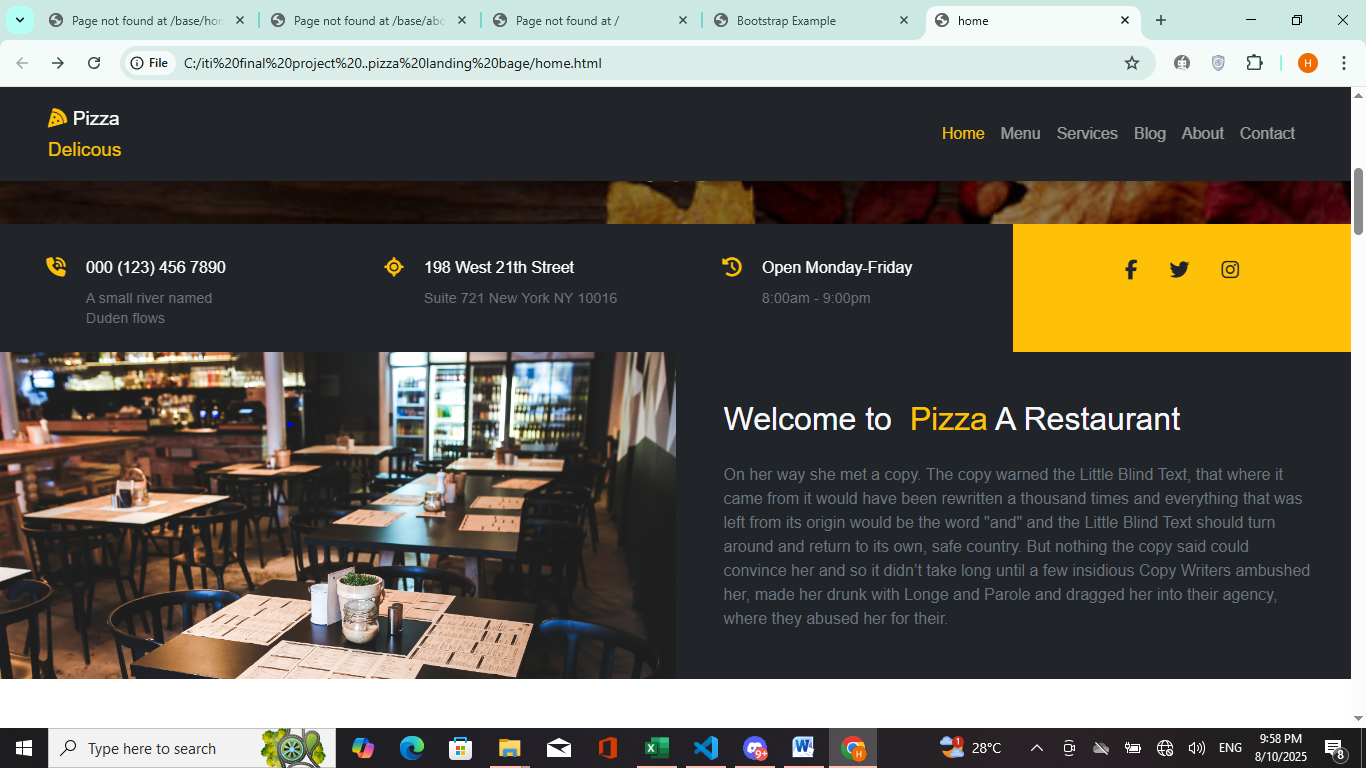 Page not found at /base/hom
Page not found at /base/abo
Page not found at /
Bootstrap Example
home
File
C:/iti%20final%20project%20..pizza%20landing%20bage/home.html
H
Pizza
Delicous
Home
Menu
Services
Blog
About
Contact
000 (123) 456 7890
A small river named
Duden flows
198 West 21th Street
Suite 721 New York NY 10016
Open Monday-Friday
8:00am - 9:00pm
Welcome to Pizza A Restaurant
On her way she met a copy. The copy warned the Little Blind Text, that where it
came from it would have been rewritten a thousand times and everything that was
left from its origin would be the word "and" and the Little Blind Text should turn
around and return to its own, safe country. But nothing the copy said could
convince her and so it didn't take long until a few insidious Copy Writers ambushed
her, made her drunk with Longe and Parole and dragged her into their agency,
where they abused her for their.
Type here to search
9+
H
1
28°C
ENG
9:58 PM
8/10/2025
8